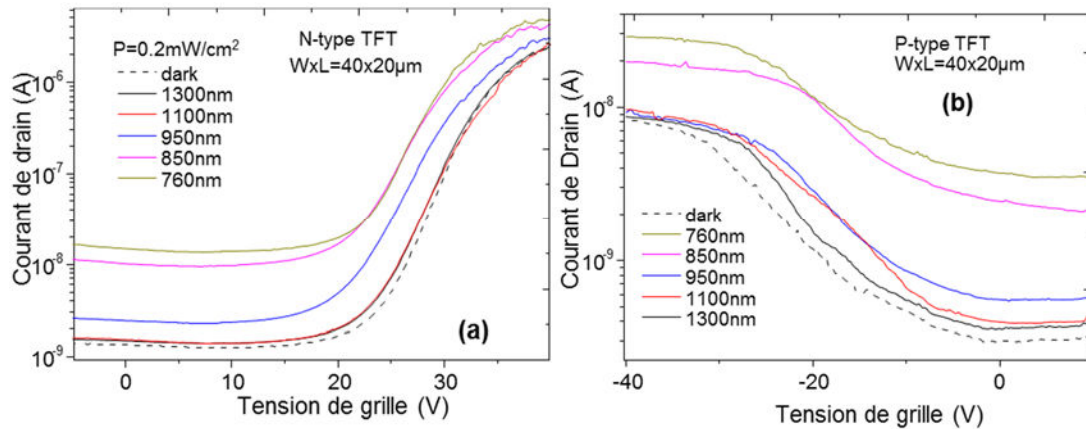 P=0.2mW/cm²
dark
1300nm
1100nm
950nm
850nm
760nm
N-type TFT
WxL=40x20µm
(a)
Courant de drain (A)
10⁻⁶
10⁻⁷
10⁻⁸
10⁻⁹
0
10
20
30
Tension de grille (V)
P-type TFT
WxL=40x20µm
(b)
dark
760nm
850nm
950nm
1100nm
1300nm
Courant de Drain (A)
10⁻⁸
10⁻⁹
-40
-20
0
Tension de grille (V)